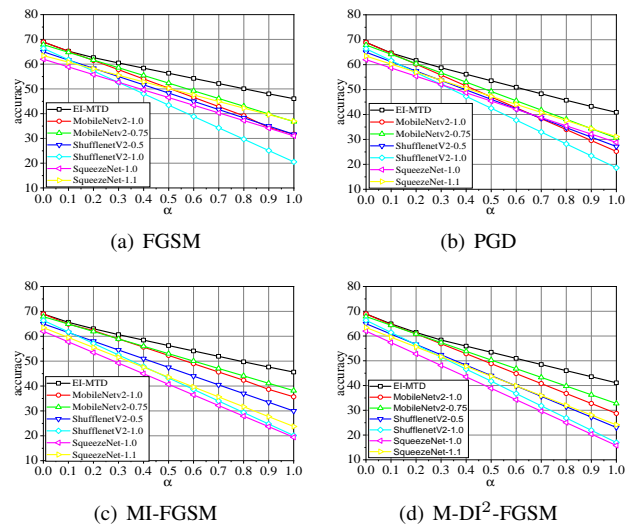 80
70
60
50
40
30
20
10
accuracy
EI-MTD
MobileNetv2-1.0
MobileNetv2-0.75
ShufflenetV2-0.5
ShufflenetV2-1.0
SqueezeNet-1.0
SqueezeNet-1.1
0.0 0.1 0.2 0.3 0.4 0.5 0.6 0.7 0.8 0.9 1.0
α
(a) FGSM
80
70
60
50
40
30
20
10
accuracy
EI-MTD
MobileNetv2-1.0
MobileNetv2-0.75
ShufflenetV2-0.5
ShufflenetV2-1.0
SqueezeNet-1.0
SqueezeNet-1.1
0.0 0.1 0.2 0.3 0.4 0.5 0.6 0.7 0.8 0.9 1.0
α
(b) PGD
80
70
60
50
40
30
20
10
accuracy
EI-MTD
MobileNetv2-1.0
MobileNetv2-0.75
ShufflenetV2-0.5
ShufflenetV2-1.0
SqueezeNet-1.0
SqueezeNet-1.1
0.0 0.1 0.2 0.3 0.4 0.5 0.6 0.7 0.8 0.9 1.0
α
(c) MI-FGSM
80
70
60
50
40
30
20
10
accuracy
EI-MTD
MobileNetv2-1.0
MobileNetv2-0.75
ShuffleNetV2-0.5
ShuffleNetV2-1.0
SqueezeNet-1.0
SqueezeNet-1.1
0.0 0.1 0.2 0.3 0.4 0.5 0.6 0.7 0.8 0.9 1.0
α
(d) M-DI²-FGSM